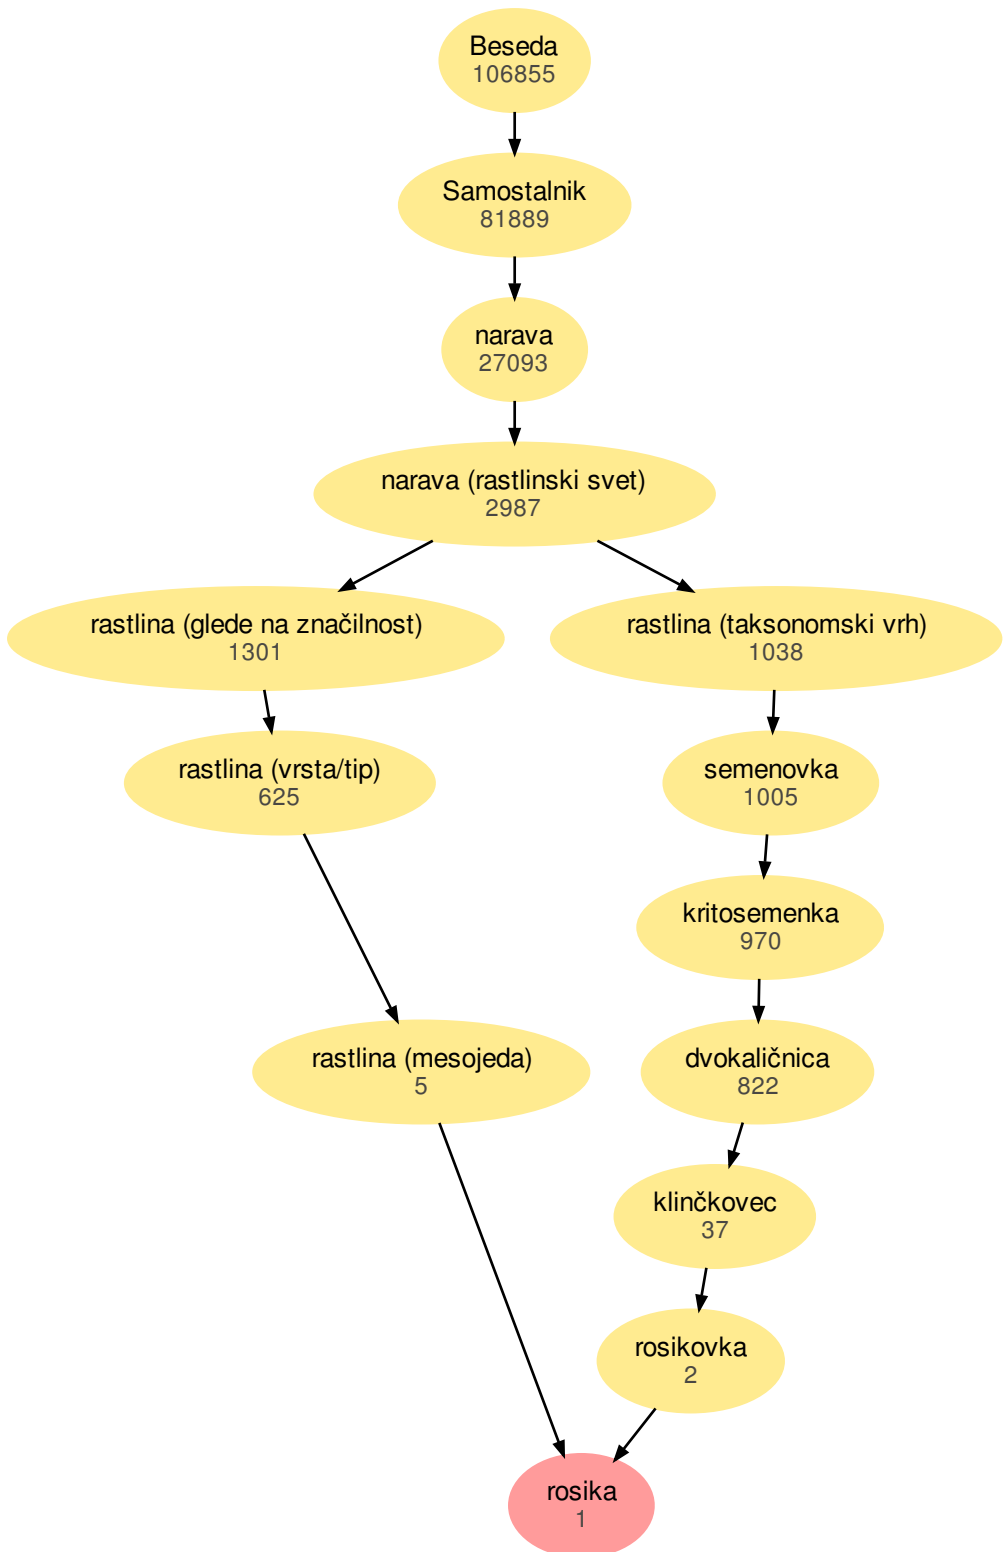 Beseda
106855
Samostalnik
81889
narava
27093
narava (rastlinski svet)
2987
rastlina (glede na značilnost)
1301
rastlina (taksonomski vrh)
1038
rastlina (vrsta/tip)
625
semenovka
1005
kritosemenka
970
rastlina (mesojeda)
5
dvokaličnica
822
klinčkovec
37
rosikovka
2
rosika
1